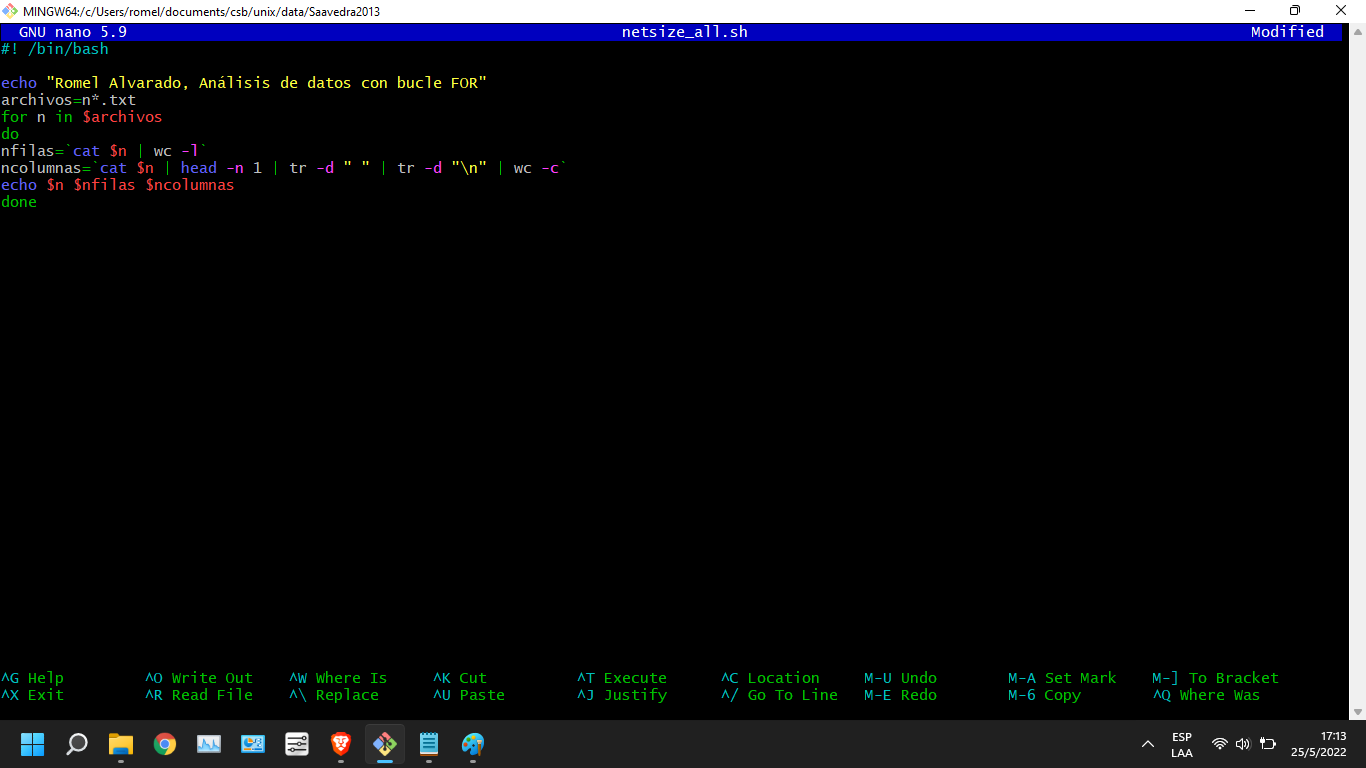 MINGW64:/c/Users/romel/documents/csb/unix/data/Saavedra2013
GNU nano 5.9 netsize_all.sh Modified
#! /bin/bash
echo "Romel Alvarado, Análisis de datos con bucle FOR"
archivos=n*.txt
for n in $archivos
do
nfilas=`cat $n | wc -l`
ncolumnas=`cat $n | head -n 1 | tr -d " " | tr -d "\n" | wc -c`
echo $n $nfilas $ncolumnas
done
^G Help ^O Write Out ^W Where Is ^K Cut ^T Execute ^C Location M-U Undo M-A Set Mark M-] To Bracket
^X Exit ^R Read File ^\ Replace ^U Paste ^J Justify ^/ Go To Line M-E Redo M-6 Copy ^Q Where Was
ESP 17:13
LAA 25/5/2022